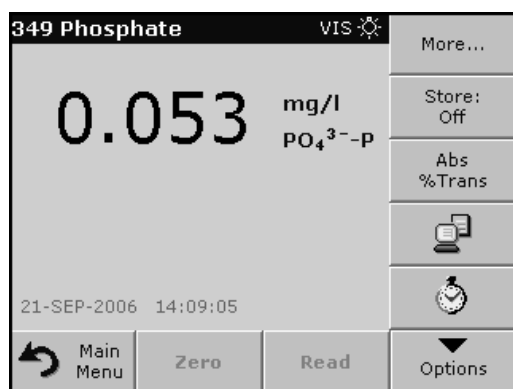 349 Phosphate VIS
More...
0.053 mg/l
PO₄³⁻-P
Store:
Off
Abs
%Trans
21-SEP-2006 14:09:05
Main
Menu
Zero
Read
Options